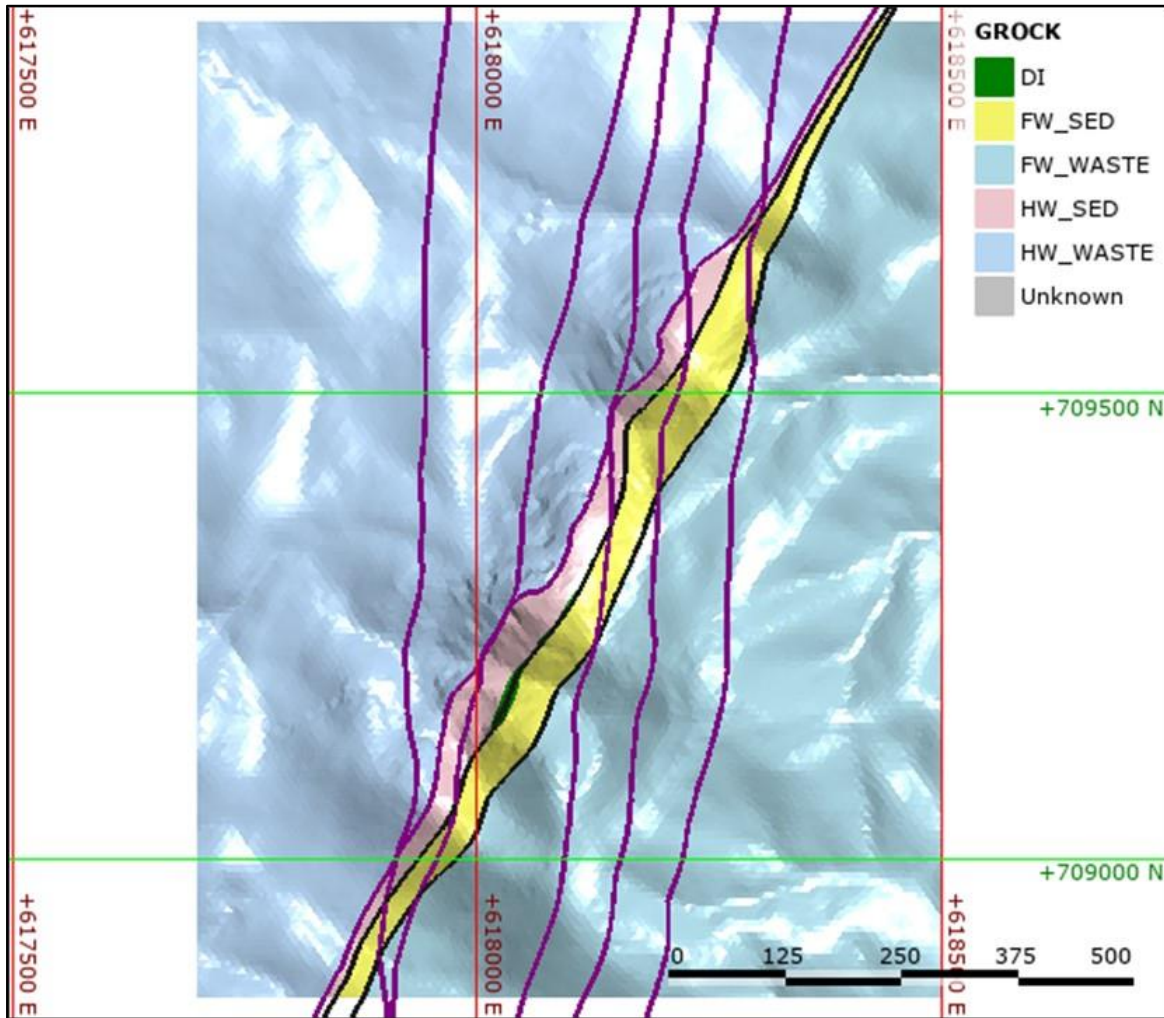 +617500 E
+618000 E
+618500 E
GROCK
DI
FW_SED
FW_WASTE
HW_SED
HW_WASTE
Unknown
+709500 N
+709000 N
+617500 E
+618000 E
+618500 E
0 125 250 375 500